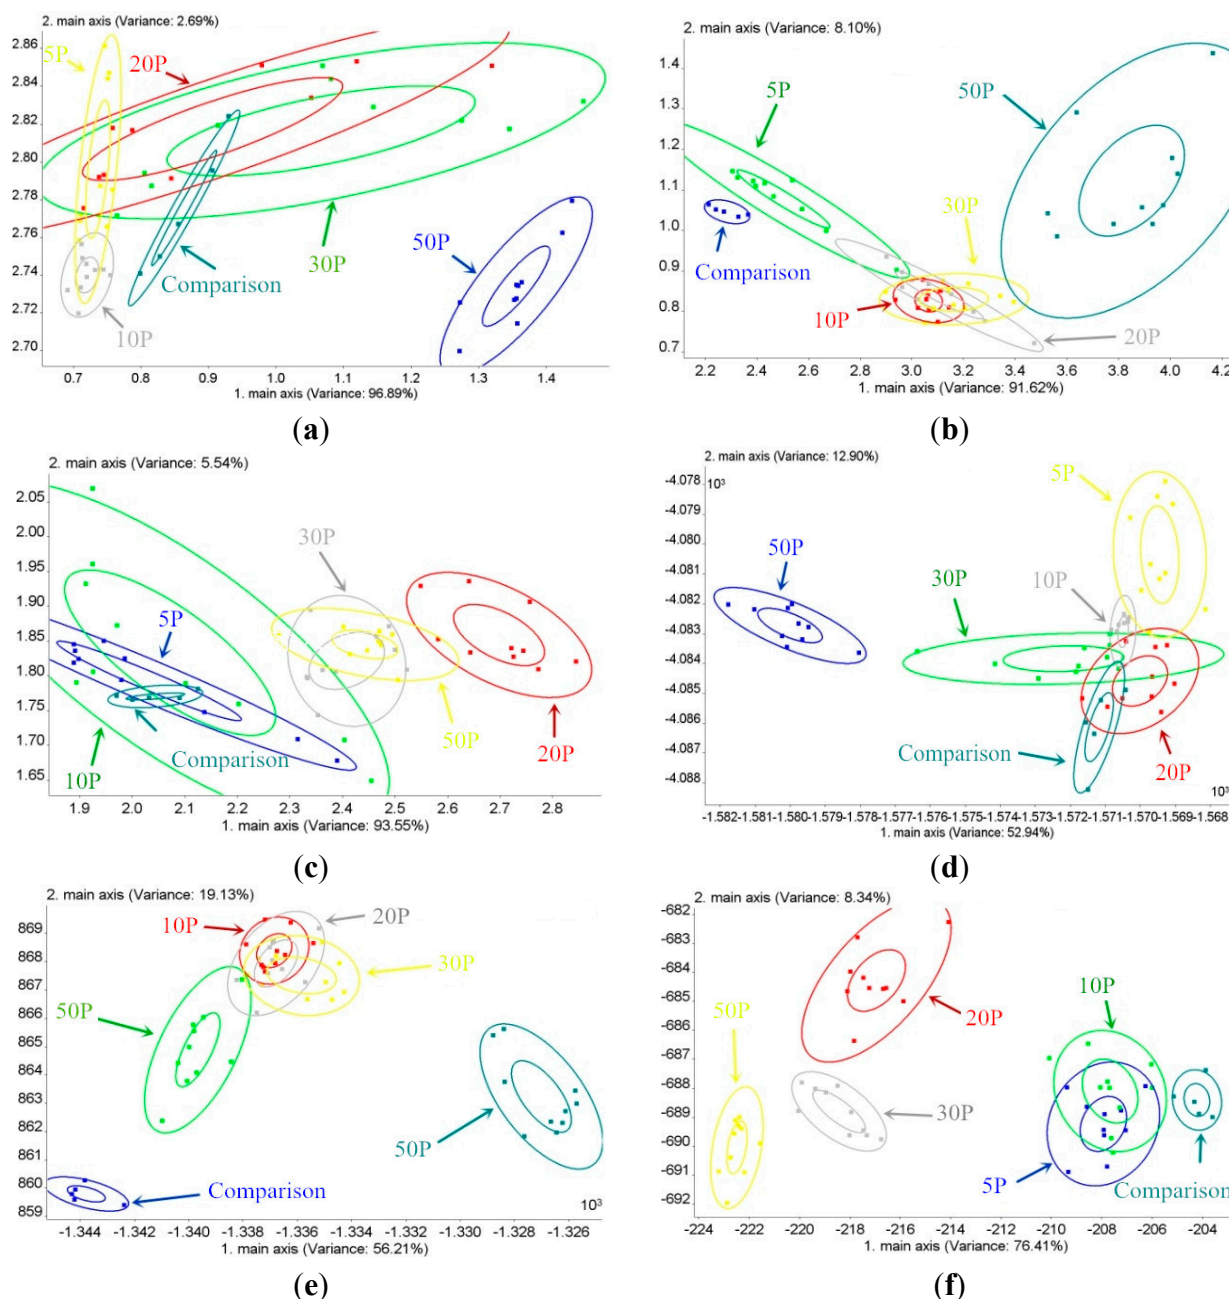 2. main axis (Variance: 2.69%)
2.86
2.84
2.82
2.80
2.78
2.76
2.74
2.72
2.70
5P
20P
30P
50P
Comparison
10P
0.7 0.8 0.9 1.0 1.1 1.2 1.3 1.4
1. main axis (Variance: 96.89%)
(a)
2. main axis (Variance: 8.10%)
1.4
1.3
1.2
1.1
1.0
0.9
0.8
0.7
5P
50P
30P
Comparison
10P
20P
2.2 2.4 2.6 2.8 3.0 3.2 3.4 3.6 3.8 4.0 4.2
1. main axis (Variance: 91.62%)
(b)
2. main axis (Variance: 5.54%)
2.05
2.00
1.95
1.90
1.85
1.80
1.75
1.70
1.65
30P
5P
50P
Comparison
20P
10P
1.9 2.0 2.1 2.2 2.3 2.4 2.5 2.6 2.7 2.8
1. main axis (Variance: 93.55%)
(c)
2. main axis (Variance: 12.90%)
10³
-4.078
-4.079
-4.080
-4.081
-4.082
-4.083
-4.084
-4.085
-4.086
-4.087
-4.088
5P
50P
30P
10P
Comparison
20P
10³
-1.582 -1.581 -1.580 -1.579 -1.578 -1.577 -1.576 -1.575 -1.574 -1.573 -1.572 -1.571 -1.570 -1.569 -1.568
1. main axis (Variance: 52.94%)
(d)
2. main axis (Variance: 19.13%)
869
868
867
866
865
864
863
862
861
860
859
10P
20P
30P
50P
50P
Comparison
10³
-1.344 -1.342 -1.340 -1.338 -1.336 -1.334 -1.332 -1.330 -1.328 -1.326
1. main axis (Variance: 56.21%)
(e)
2. main axis (Variance: 8.34%)
-682
-683
-684
-685
-686
-687
-688
-689
-690
-691
-692
20P
10P
50P
30P
5P
Comparison
-224 -222 -220 -218 -216 -214 -212 -210 -208 -206 -204
1. main axis (Variance: 76.41%)
(f)